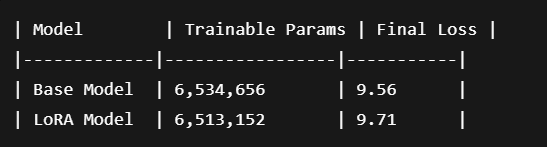 | Model        | Trainable Params | Final Loss |
|-------------|-----------------|-----------|
| Base Model  | 6,534,656       | 9.56      |
| LoRA Model  | 6,513,152       | 9.71      |